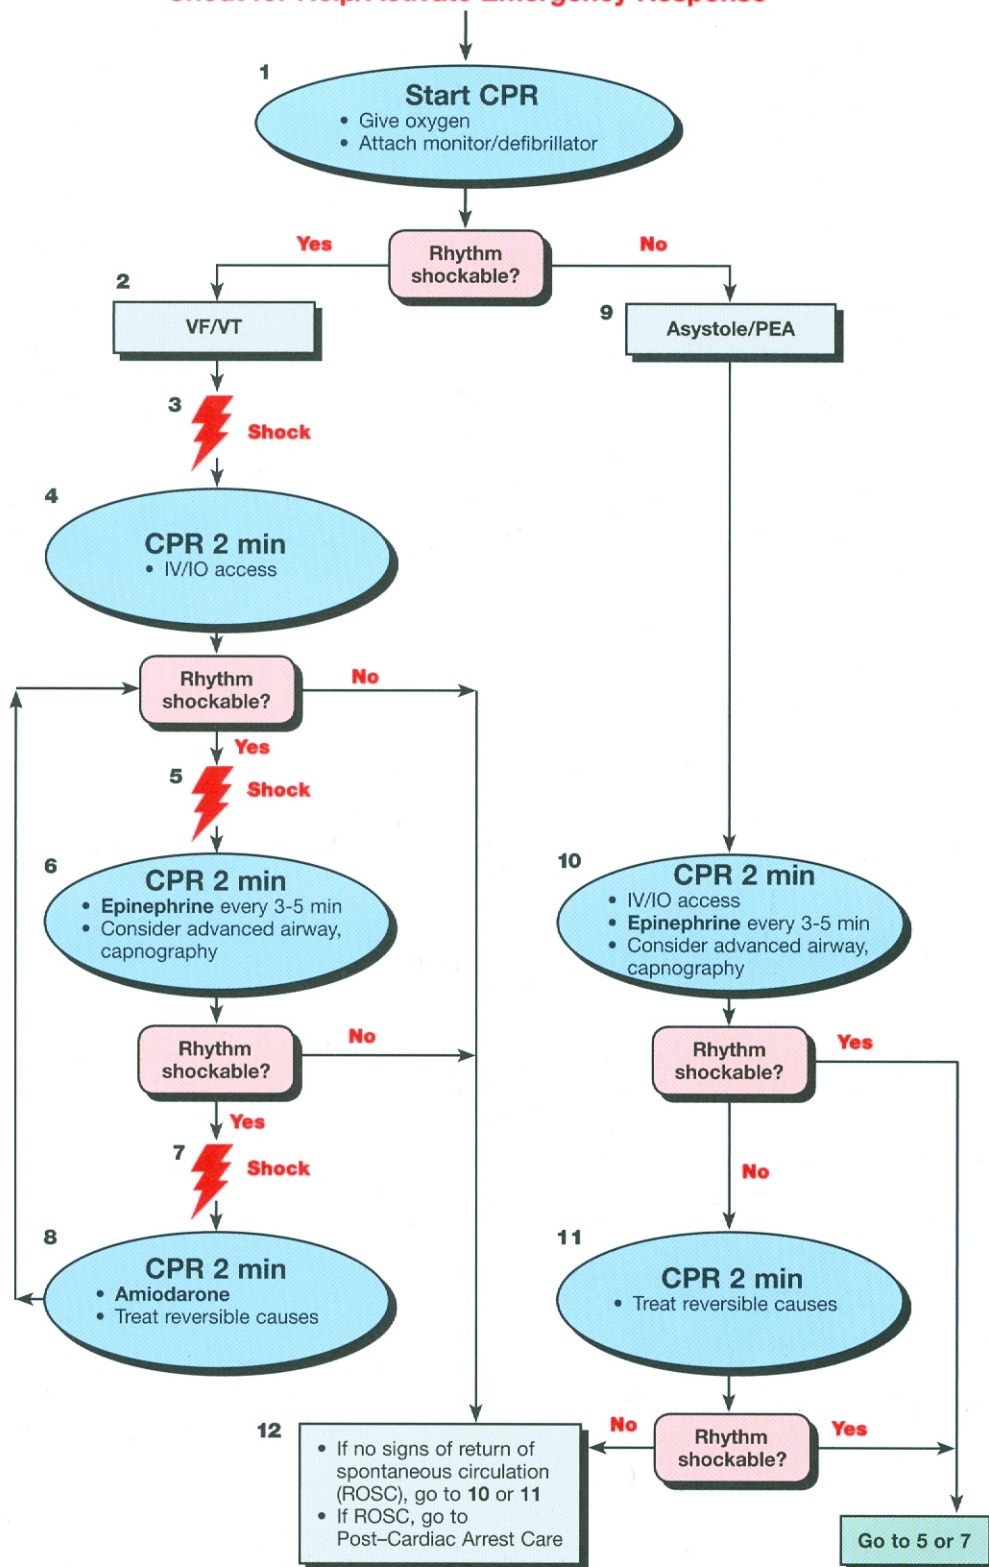 Shout for Help/Activate Emergency Response
1
Start CPR
• Give oxygen
• Attach monitor/defibrillator
Yes
Rhythm
shockable?
No
2
VF/VT
9
Asystole/PEA
3
Shock
4
CPR 2 min
• IV/IO access
Rhythm
shockable?
No
Yes
5
Shock
6
CPR 2 min
• Epinephrine every 3-5 min
• Consider advanced airway,
capnography
10
CPR 2 min
• IV/IO access
• Epinephrine every 3-5 min
• Consider advanced airway,
capnography
Rhythm
shockable?
No
Rhythm
shockable?
Yes
Yes
7
Shock
No
8
CPR 2 min
• Amiodarone
• Treat reversible causes
11
CPR 2 min
• Treat reversible causes
12
• If no signs of return of
spontaneous circulation
(ROSC), go to 10 or 11
• If ROSC, go to
Post–Cardiac Arrest Care
No
Rhythm
shockable?
Yes
Go to 5 or 7